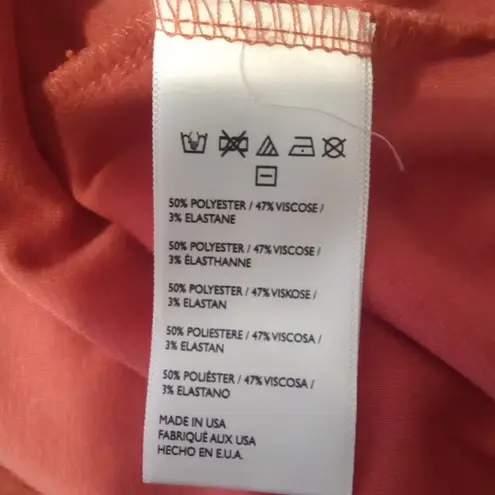 50% POLYESTER / 47% VISCOSE /
3% ELASTANE
50% POLYESTER / 47% VISCOSE /
3% ÉLASTHANNE
50% POLYESTER / 47% VISKOSE /
3% ELASTAN
50% POLIESTERE / 47% VISCOSA /
3% ELASTAN
50% POLIÉSTER / 47% VISCOSA /
3% ELASTANO
MADE IN USA
FABRIQUÉ AUX USA
HECHO EN E.U.A.